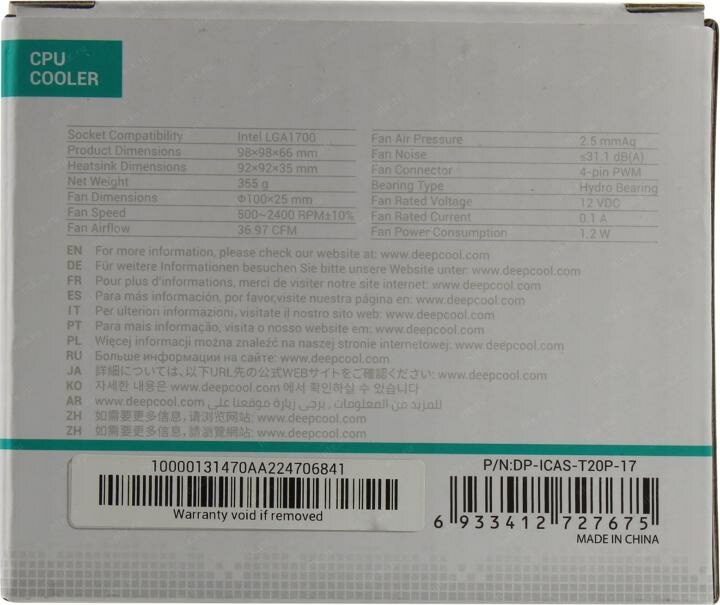 CPU
COOLER
Socket Compatibility Intel LGA1700
Product Dimensions 98×98×66 mm
Heatsink Dimensions 92×92×35 mm
Net Weight 355 g
Fan Dimensions Φ100×25 mm
Fan Speed 500~2400 RPM±10%
Fan Airflow 36.97 CFM
Fan Air Pressure 2.5 mmAq
Fan Noise ≤31.1 dB(A)
Fan Connector 4-pin PWM
Bearing Type Hydro Bearing
Fan Rated Voltage 12 VDC
Fan Rated Current 0.1 A
Fan Power Consumption 1.2 W
EN For more information, please check our website at: www.deepcool.com
DE Für weitere Informationen besuchen Sie bitte unsere Website unter: www.deepcool.com
FR Pour plus d'informations, merci de visiter notre site internet: www.deepcool.com
ES Para más información, por favor,visite nuestra página en: www.deepcool.com
IT Per ulteriori informazioni, visitate il nostro sito web: www.deepcool.com
PT Para mais informação, visita o nosso website em: www.deepcool.com
PL Więcej informacji można znaleźć na naszej stronie internetowej: www.deepcool.com
RU Больше информации на сайте: www.deepcool.com
JA 詳細については、以下URL先の公式WEBサイトをご確認ください: www.deepcool.com
KO 자세한 내용은 www.deepcool.com 에서 확인하실 수 있습니다
AR للمزيد من المعلومات , يرجى زيارة موقعنا على www.deepcool.com
ZH 如需要更多信息，请浏览网站: www.deepcool.com
ZH 如需要更多信息，請瀏覽網站: www.deepcool.com
10000131470AA224706841
Warranty void if removed
P/N:DP-ICAS-T20P-17
6 933412 727675
MADE IN CHINA